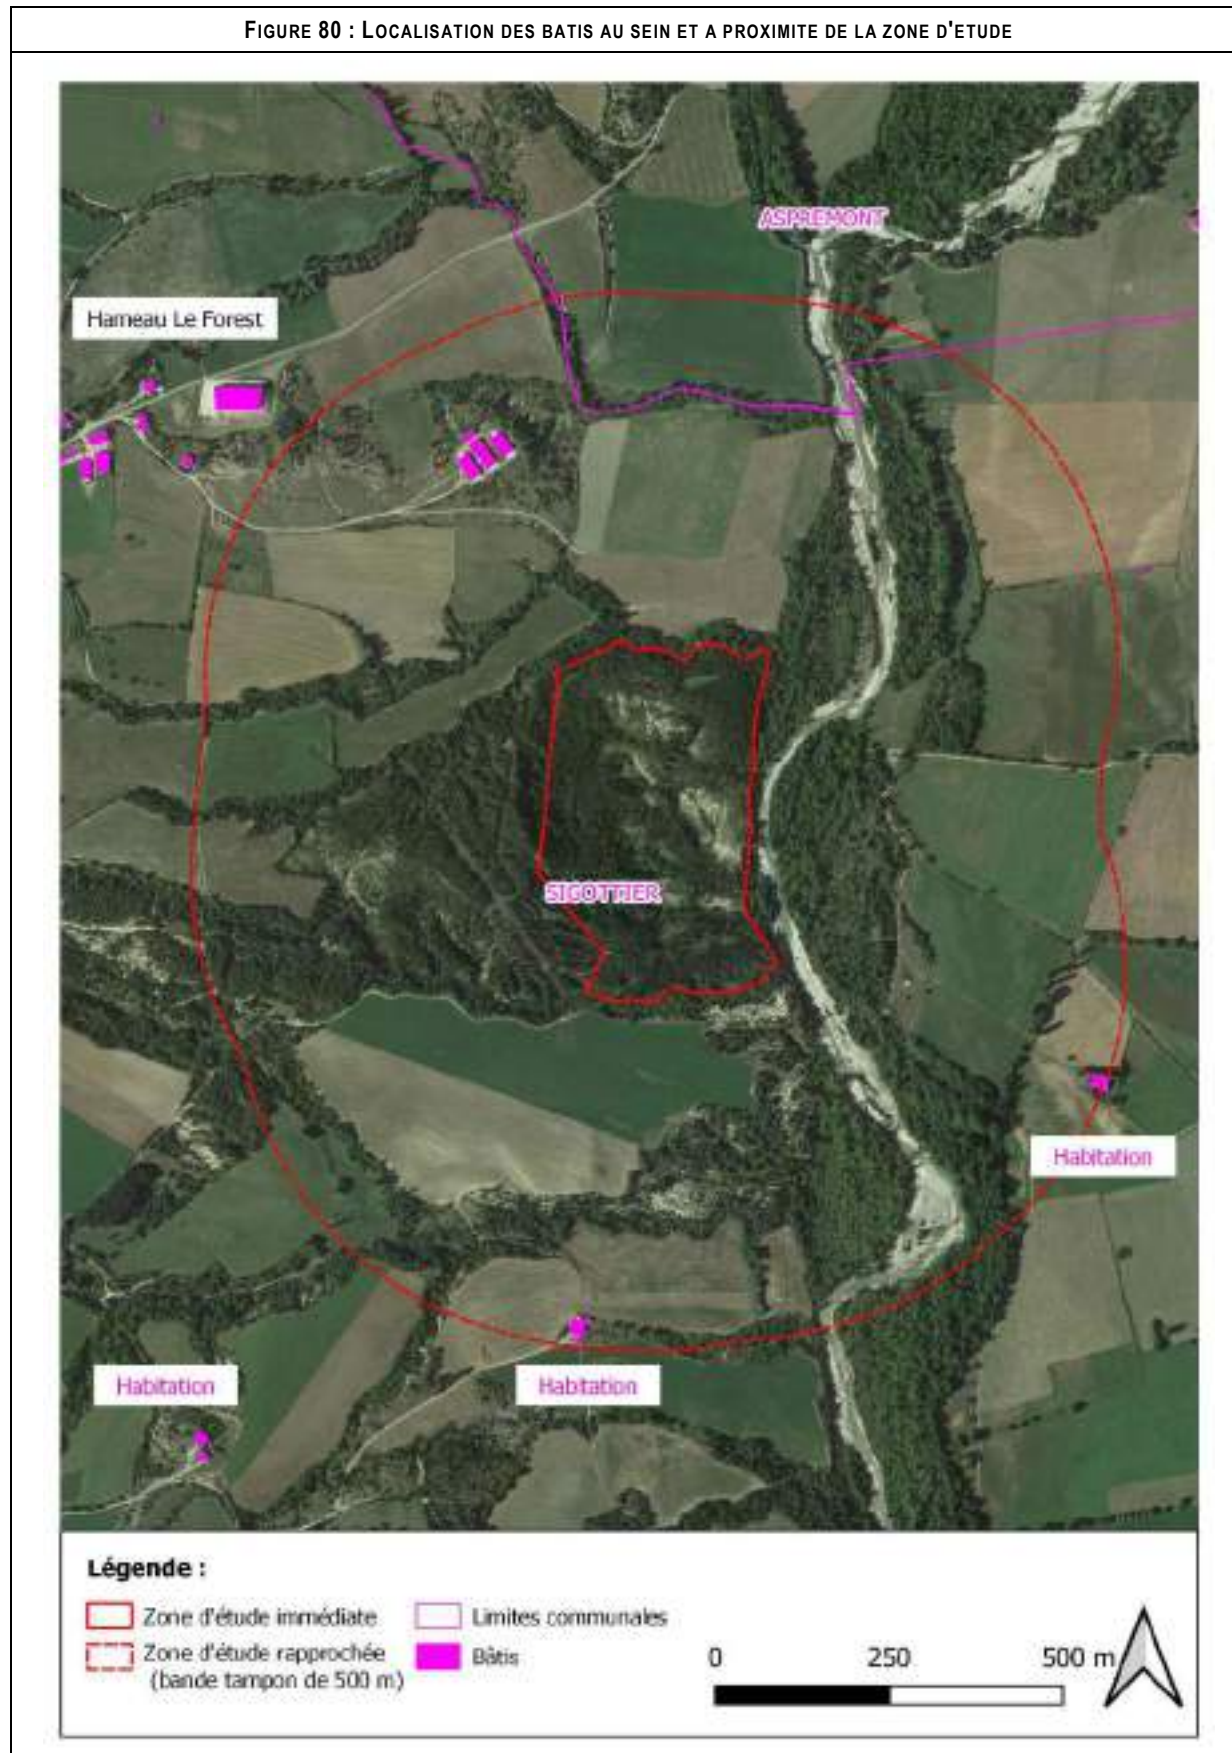 FIGURE 80 : LOCALISATION DES BATIS AU SEIN ET A PROXIMITE DE LA ZONE D'ETUDE
ASPREMONT
Hameau Le Forest
SIGOTTIER
Habitation
Habitation
Habitation
Légende :
Zone d'étude immédiate
Limites communales
Zone d'étude rapprochée
(bande tampon de 500 m)
Bâtis
0 250 500 m